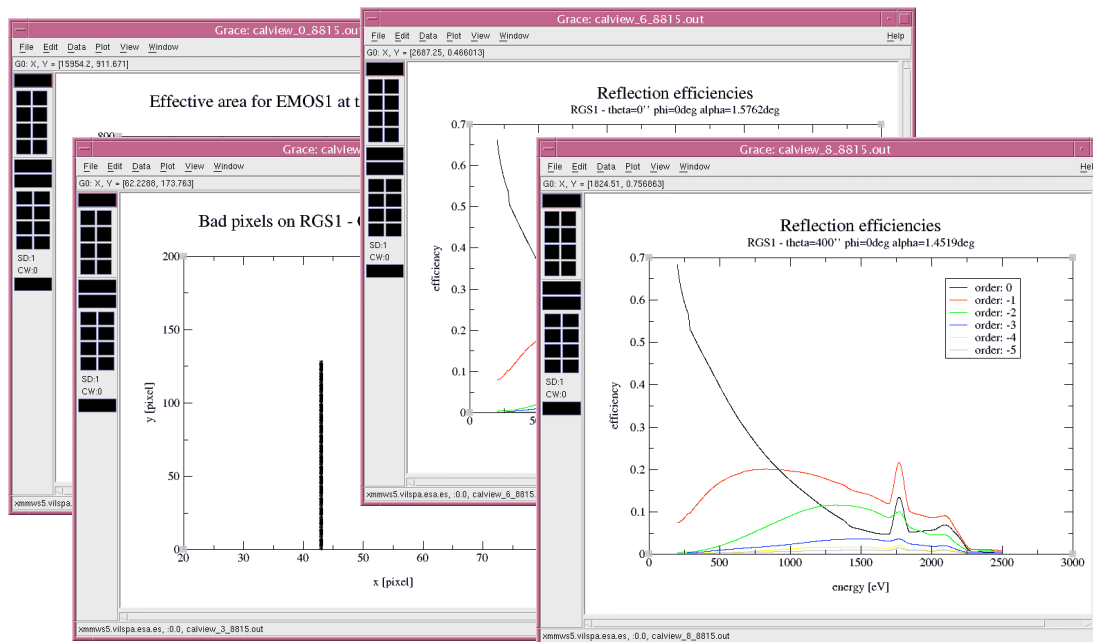 Grace: calview_0_8815.out
File Edit Data Plot View Window
G0: X, Y = [15954.2, 911.671]
Effective area for EMOS1 at t
800
SD:1
CW:0
xmmws5.vilspa.esa.es,
Grace: calview_6_8815.out
File Edit Data Plot View Window Help
G0: X, Y = [2687.25, 0.466013]
Reflection efficiencies
RGS1 - theta=0'' phi=0deg alpha=1.5762deg
0.7
0.6
0.5
0.4
0.3
0.2
0.1
0
efficiency
0
SD:1
CW:0
xmmws5.vilspa.esa.es, :0.0, calview_6_8815.out
Grace: calview
File Edit Data Plot View Window
G0: X, Y = [62.2288, 173.763]
Bad pixels on RGS1 -
200
150
100
50
0
y [pixel]
20 30 40 50 60 70
x [pixel]
SD:1
CW:0
xmmws5.vilspa.esa.es, :0.0, calview_3_8815.out
Grace: calview_8_8815.out
File Edit Data Plot View Window Hel
G0: X, Y = [1824.51, 0.756863]
Reflection efficiencies
RGS1 - theta=400'' phi=0deg alpha=1.4519deg
0.7
0.6
0.5
0.4
0.3
0.2
0.1
0
efficiency
order: 0
order: -1
order: -2
order: -3
order: -4
order: -5
0 500 1000 1500 2000 2500 3000
energy [eV]
SD:1
CW:0
xmmws5.vilspa.esa.es, :0.0, calview_8_8815.out